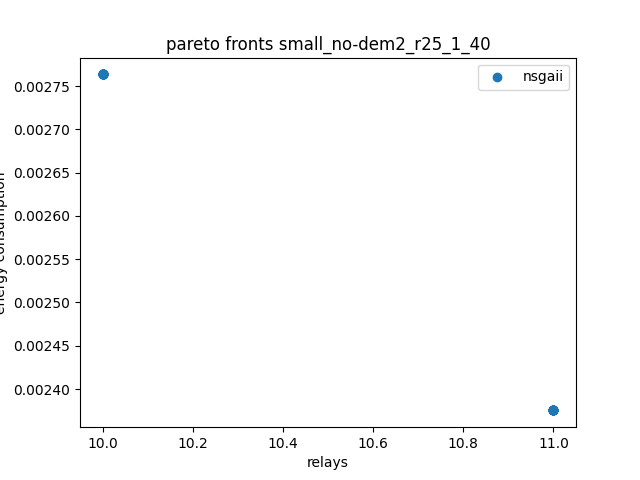 pareto fronts small_no-dem2_r25_1_40
nsgaii
0.00275
0.00270
0.00265
0.00260
0.00255
0.00250
0.00245
0.00240
energy consumption
10.0 10.2 10.4 10.6 10.8 11.0
relays